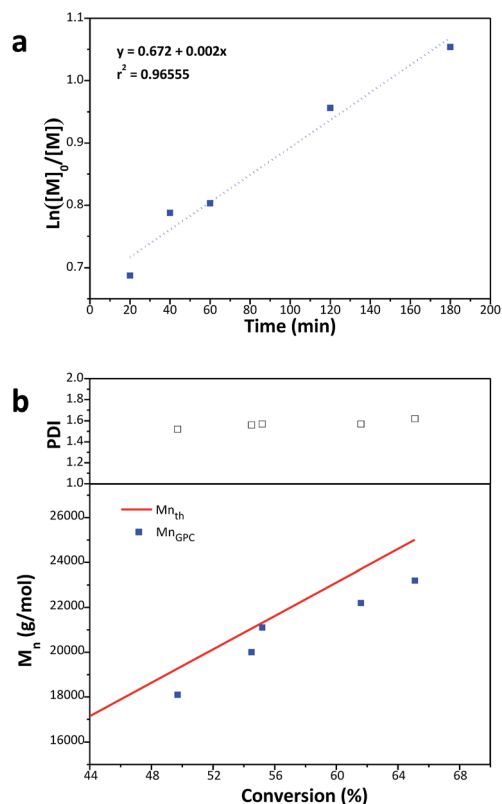 a
y = 0.672 + 0.002x
r² = 0.96555
Ln([M]₀/[M])
1.1
1.0
0.9
0.8
0.7
0 20 40 60 80 100 120 140 160 180 200
Time (min)
b
PDI
2.0
1.8
1.6
1.4
1.2
1.0
Mn_th
Mn_GPC
Mₙ (g/mol)
26000
24000
22000
20000
18000
16000
44 48 52 56 60 64 68
Conversion (%)